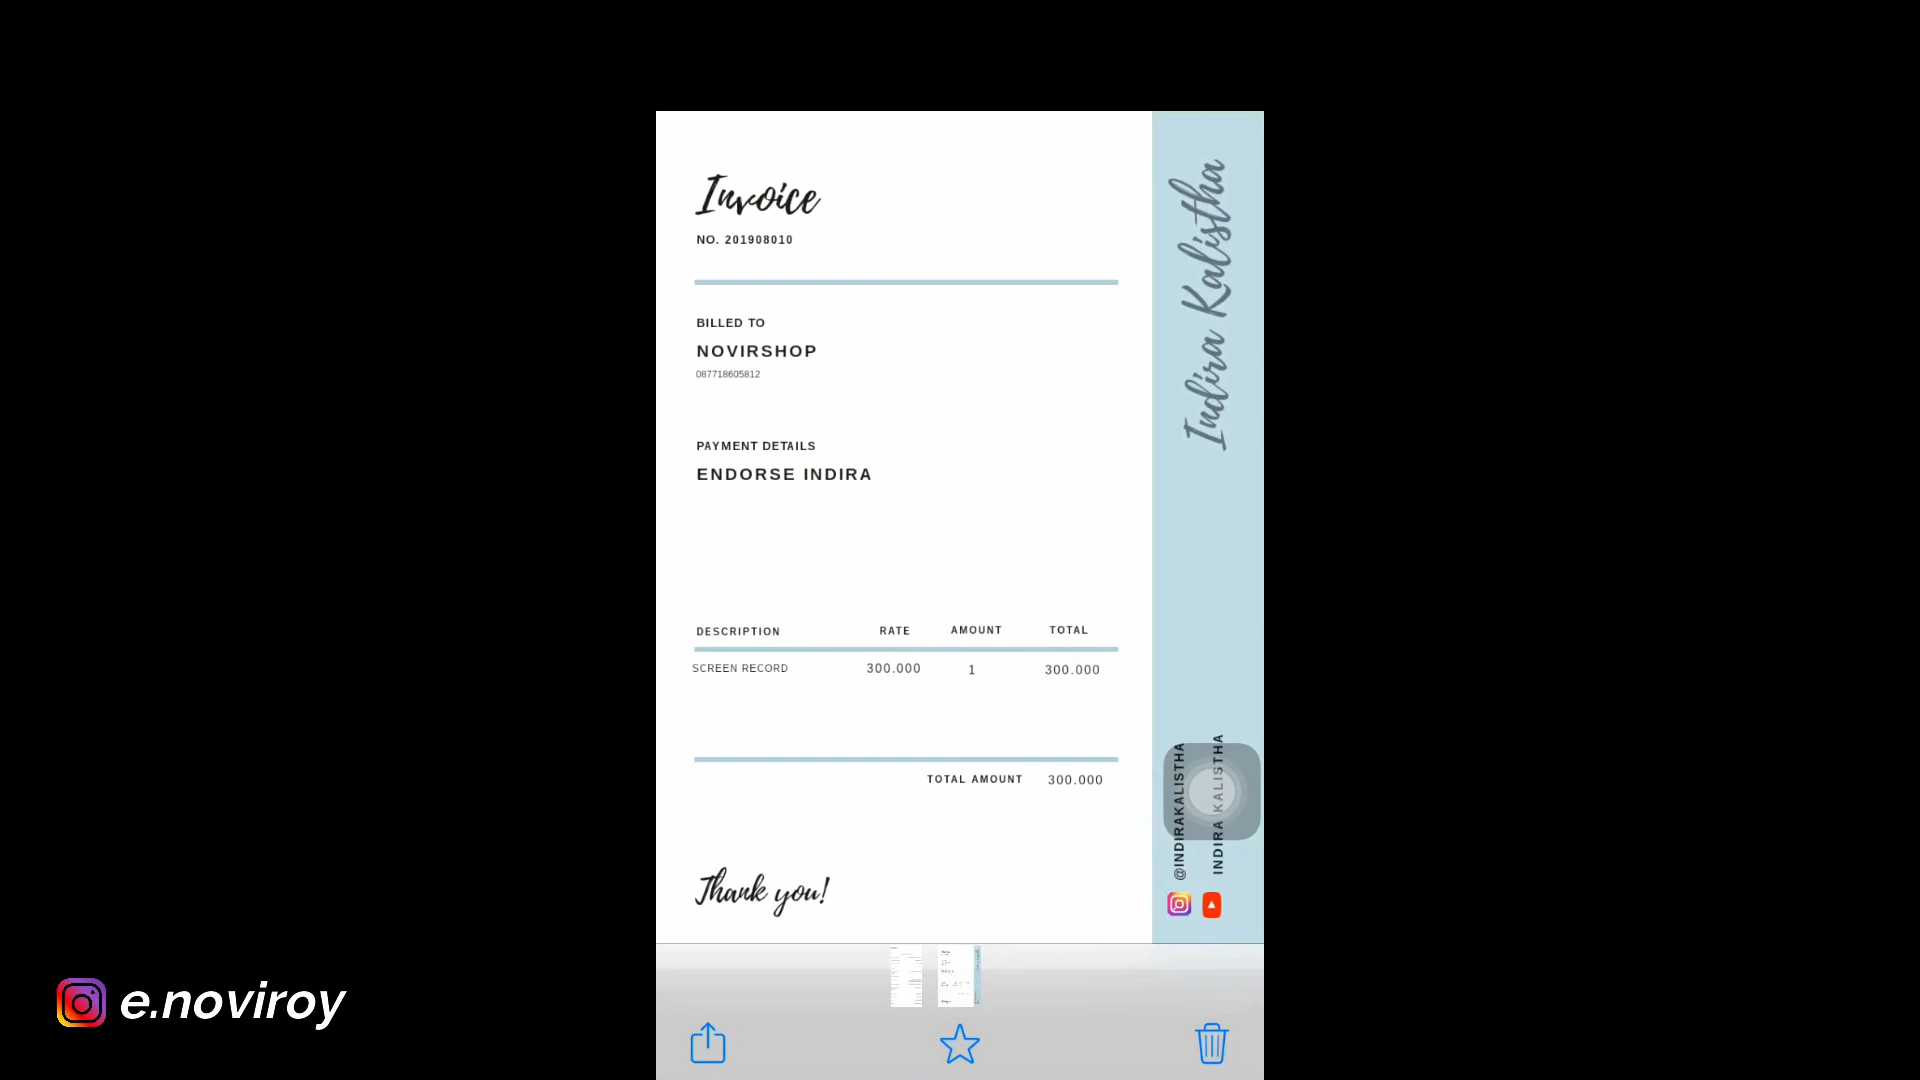 Invoice
NO. 201908010
BILLED TO
NOVIRSHOP
087718605812
PAYMENT DETAILS
ENDORSE INDIRA
DESCRIPTION RATE AMOUNT TOTAL
SCREEN RECORD 300.000 1 300.000
TOTAL AMOUNT 300.000
Thank you!
Indira Kalistha
@INDIRAKALISTHA
INDIRA KALISTHA
e.noviroy